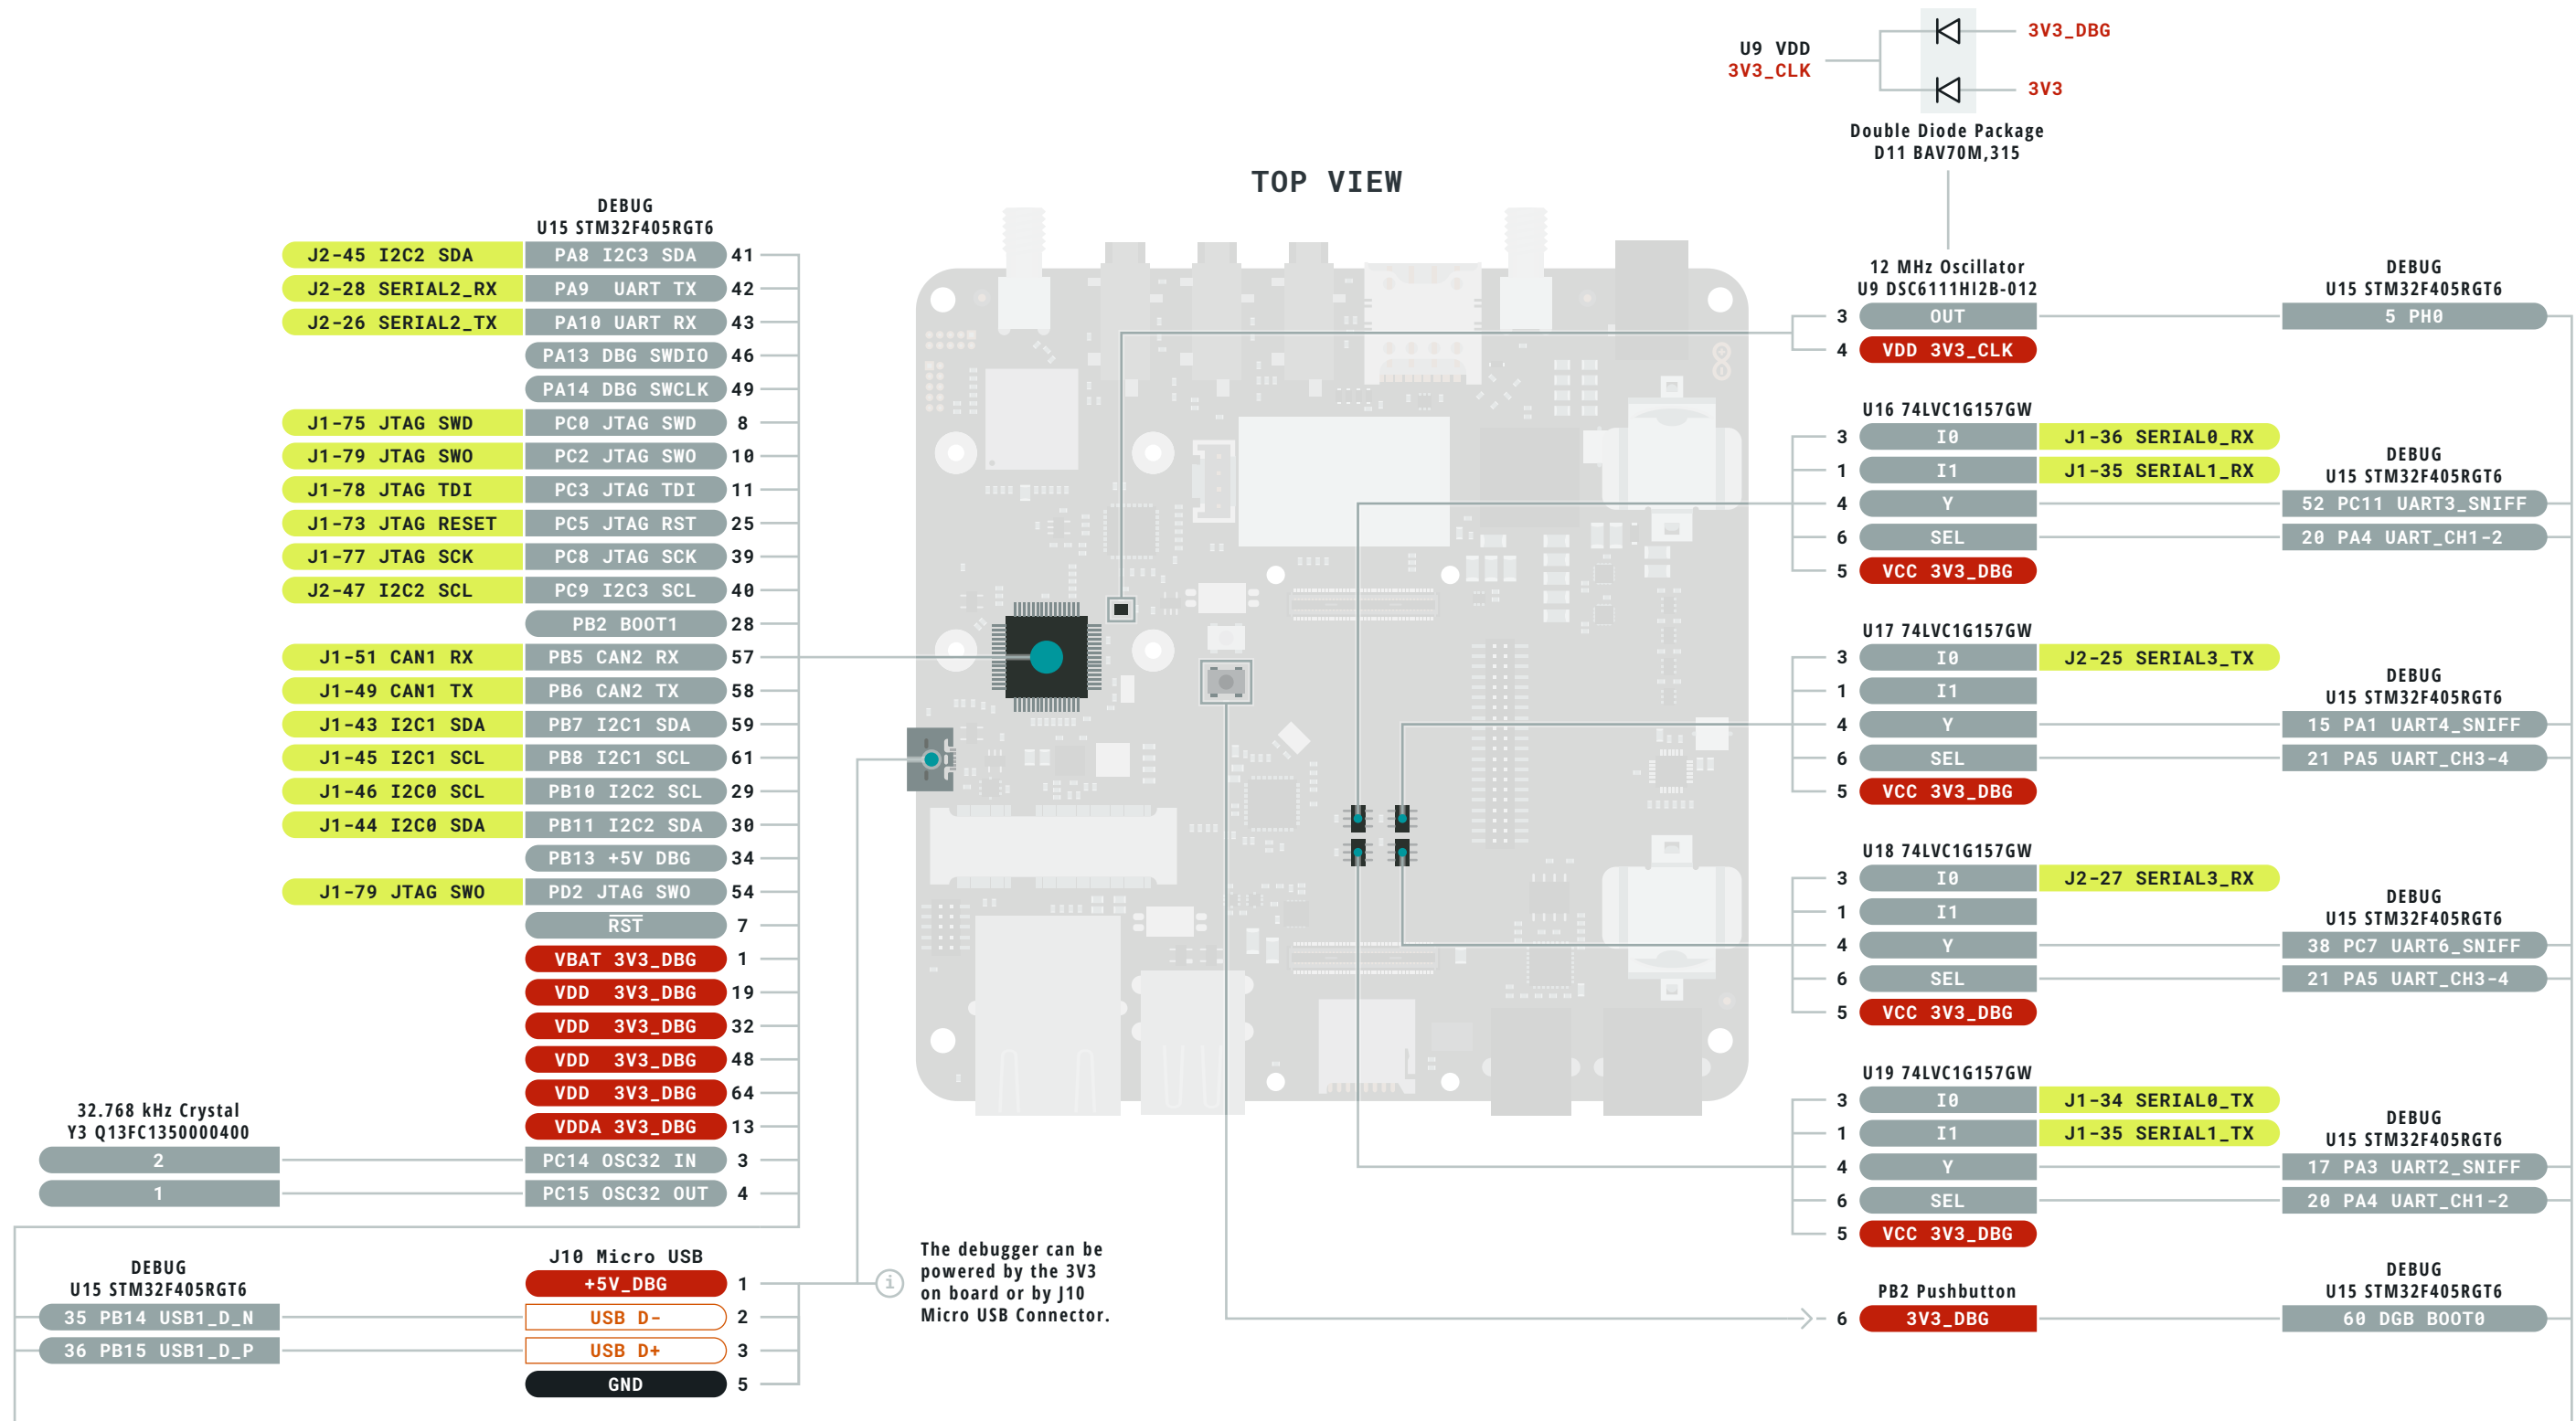 U9 VDD
3V3_CLK
3V3_DBG
3V3
Double Diode Package
D11 BAV70M,315
TOP VIEW
DEBUG
U15 STM32F405RGT6
J2-45 I2C2 SDA PA8 I2C3 SDA 41
J2-28 SERIAL2_RX PA9 UART TX 42
J2-26 SERIAL2_TX PA10 UART RX 43
PA13 DBG SWDIO 46
PA14 DBG SWCLK 49
J1-75 JTAG SWD PC0 JTAG SWD 8
J1-79 JTAG SWO PC2 JTAG SWO 10
J1-78 JTAG TDI PC3 JTAG TDI 11
J1-73 JTAG RESET PC5 JTAG RST 25
J1-77 JTAG SCK PC8 JTAG SCK 39
J2-47 I2C2 SCL PC9 I2C3 SCL 40
PB2 BOOT1 28
J1-51 CAN1 RX PB5 CAN2 RX 57
J1-49 CAN1 TX PB6 CAN2 TX 58
J1-43 I2C1 SDA PB7 I2C1 SDA 59
J1-45 I2C1 SCL PB8 I2C1 SCL 61
J1-46 I2C0 SCL PB10 I2C2 SCL 29
J1-44 I2C0 SDA PB11 I2C2 SDA 30
PB13 +5V DBG 34
J1-79 JTAG SWO PD2 JTAG SWO 54
RST 7
VBAT 3V3_DBG 1
VDD 3V3_DBG 19
VDD 3V3_DBG 32
VDD 3V3_DBG 48
VDD 3V3_DBG 64
VDDA 3V3_DBG 13
32.768 kHz Crystal
Y3 Q13FC1350000400
2 PC14 OSC32 IN 3
1 PC15 OSC32 OUT 4
DEBUG
U15 STM32F405RGT6
J10 Micro USB
+5V_DBG 1
35 PB14 USB1_D_N USB D- 2
36 PB15 USB1_D_P USB D+ 3
GND 5
i
The debugger can be
powered by the 3V3
on board or by J10
Micro USB Connector.
12 MHz Oscillator
U9 DSC6111HI2B-012
DEBUG
U15 STM32F405RGT6
3 OUT 5 PH0
4 VDD 3V3_CLK
U16 74LVC1G157GW
3 I0 J1-36 SERIAL0_RX
1 I1 J1-35 SERIAL1_RX
DEBUG
U15 STM32F405RGT6
4 Y 52 PC11 UART3_SNIFF
6 SEL 20 PA4 UART_CH1-2
5 VCC 3V3_DBG
U17 74LVC1G157GW
3 I0 J2-25 SERIAL3_TX
1 I1
DEBUG
U15 STM32F405RGT6
4 Y 15 PA1 UART4_SNIFF
6 SEL 21 PA5 UART_CH3-4
5 VCC 3V3_DBG
U18 74LVC1G157GW
3 I0 J2-27 SERIAL3_RX
1 I1
DEBUG
U15 STM32F405RGT6
4 Y 38 PC7 UART6_SNIFF
6 SEL 21 PA5 UART_CH3-4
5 VCC 3V3_DBG
U19 74LVC1G157GW
3 I0 J1-34 SERIAL0_TX
1 I1 J1-35 SERIAL1_TX
DEBUG
U15 STM32F405RGT6
4 Y 17 PA3 UART2_SNIFF
6 SEL 20 PA4 UART_CH1-2
5 VCC 3V3_DBG
PB2 Pushbutton
DEBUG
U15 STM32F405RGT6
6 3V3_DBG 60 DGB BOOT0